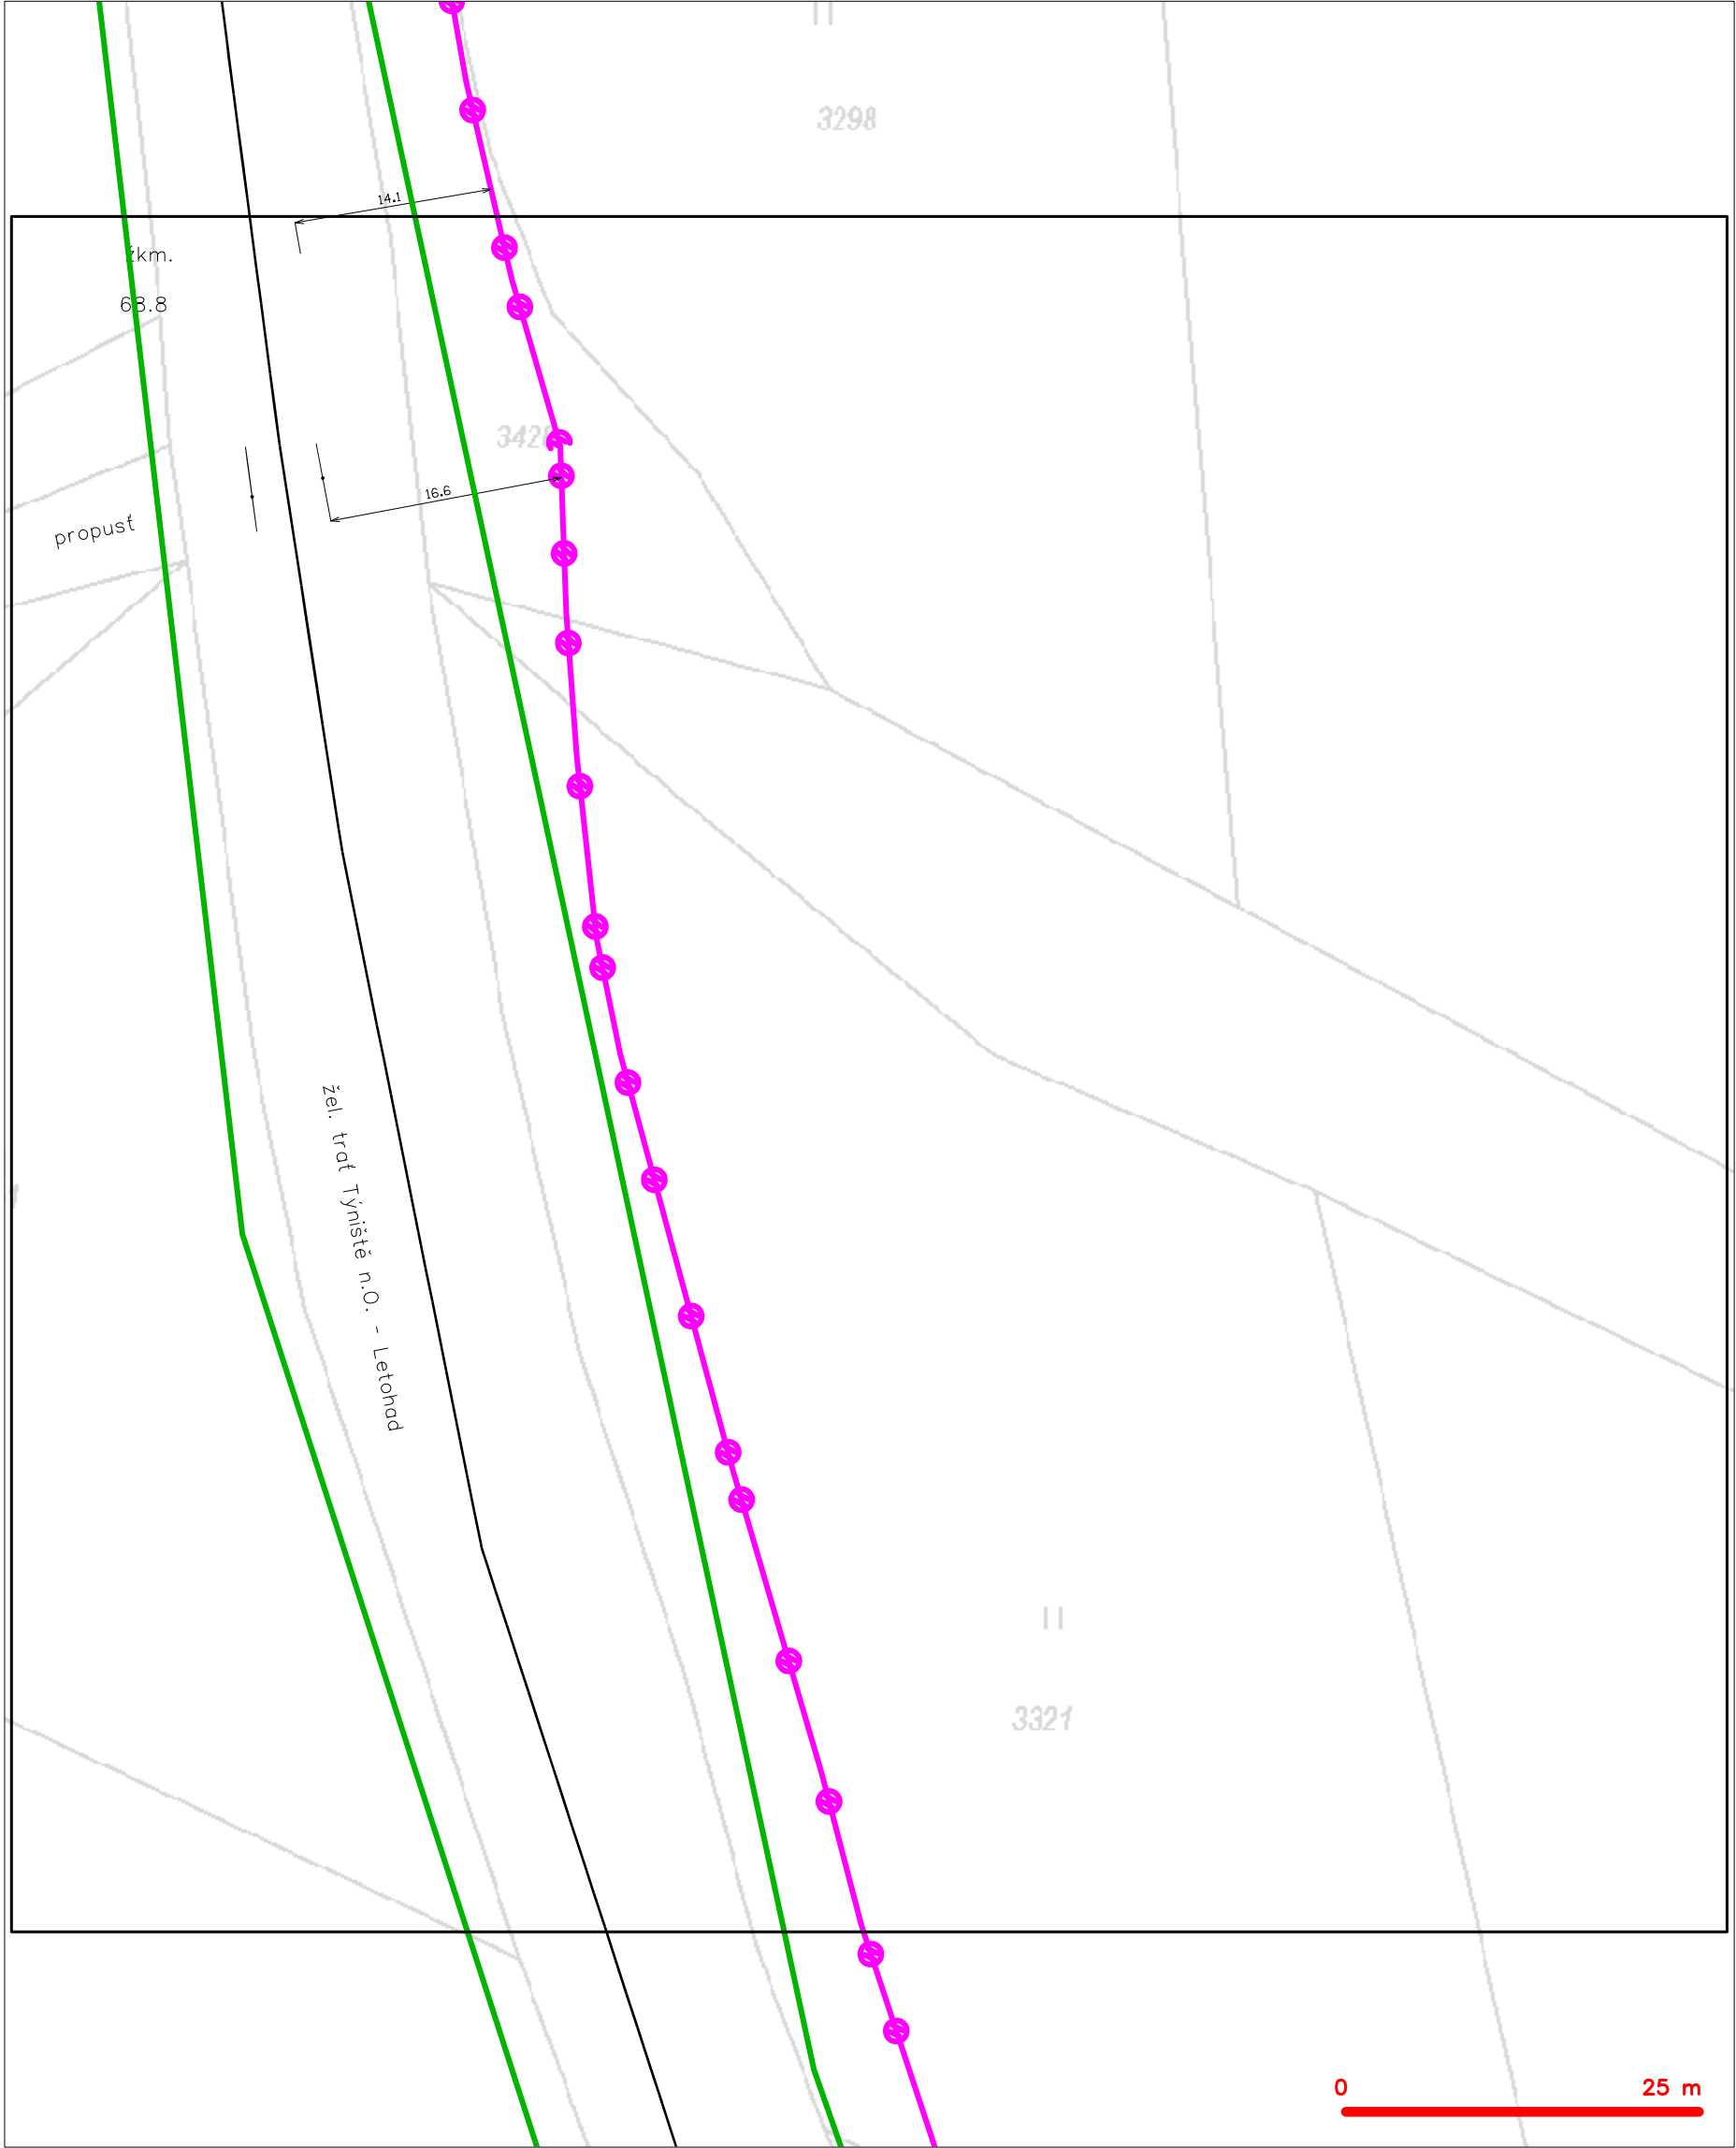 3298
14.1
žkm.
68.8
16.6
propusť
žel. trať Týniště n.O. - Letohad
3321
0 25 m